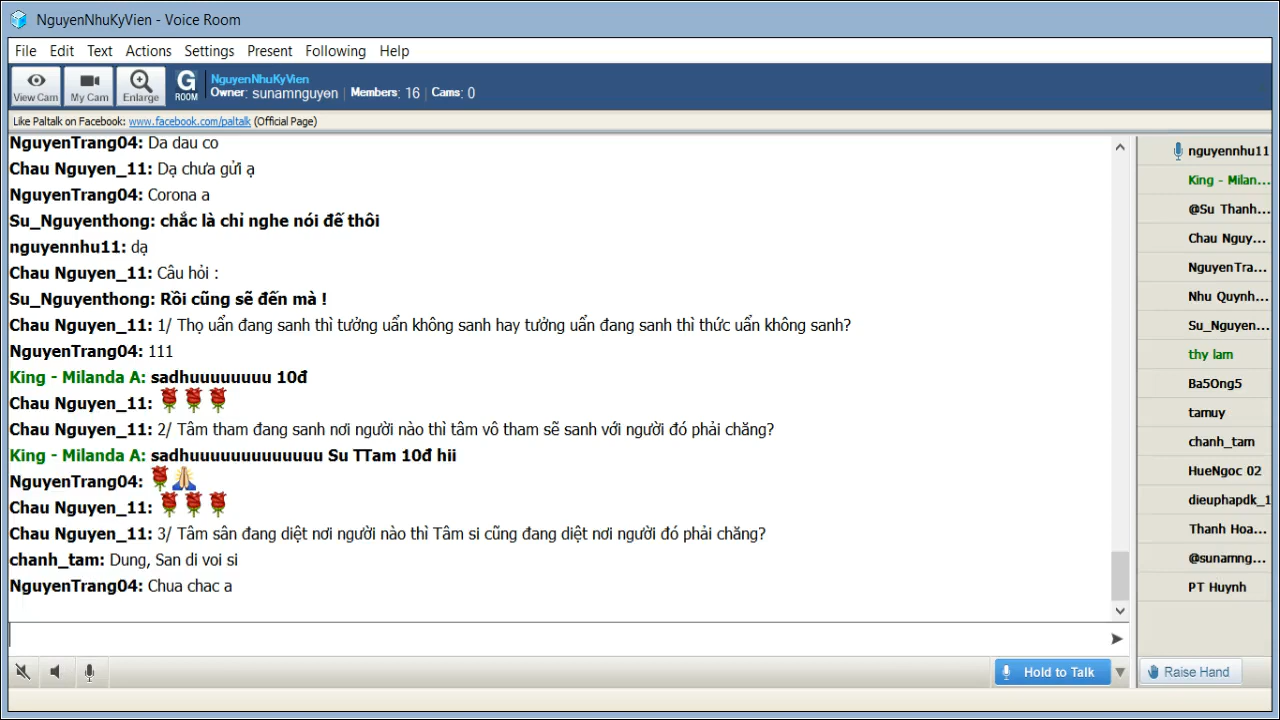 NguyenNhuKyVien - Voice Room
File Edit Text Actions Settings Present Following Help
View Cam My Cam Enlarge G ROOM
NguyenNhuKyVien
Owner: sunamnguyen Members: 16 Cams: 0
Like Paltalk on Facebook: www.facebook.com/paltalk (Official Page)
NguyenTrang04: Da dau co
Chau Nguyen_11: Dạ chưa gửi ạ
NguyenTrang04: Corona a
Su_Nguyenthong: chắc là chỉ nghe nói đế thôi
nguyennhu11: dạ
Chau Nguyen_11: Câu hỏi :
Su_Nguyenthong: Rồi cũng sẽ đến mà !
Chau Nguyen_11: 1/ Thọ uẩn đang sanh thì tưởng uẩn không sanh hay tưởng uẩn đang sanh thì thức uẩn không sanh?
NguyenTrang04: 111
King - Milanda A: sadhuuuuuuuuu 10đ
Chau Nguyen_11:
Chau Nguyen_11: 2/ Tâm tham đang sanh nơi người nào thì tâm vô tham sẽ sanh với người đó phải chăng?
King - Milanda A: sadhuuuuuuuuuuuuu Su TTam 10đ hii
NguyenTrang04:
Chau Nguyen_11:
Chau Nguyen_11: 3/ Tâm sân đang diệt nơi người nào thì Tâm si cũng đang diệt nơi người đó phải chăng?
chanh_tam: Dung, San di voi si
NguyenTrang04: Chua chac a
nguyennhu11
King - Milan...
@Su Thanh...
Chau Nguy...
NguyenTra...
Nhu Quynh...
Su_Nguyen...
thy lam
Ba5Ong5
tamuy
chanh_tam
HueNgoc 02
dieuphapdk_1
Thanh Hoa...
@sunamng...
PT Huynh
Hold to Talk
Raise Hand